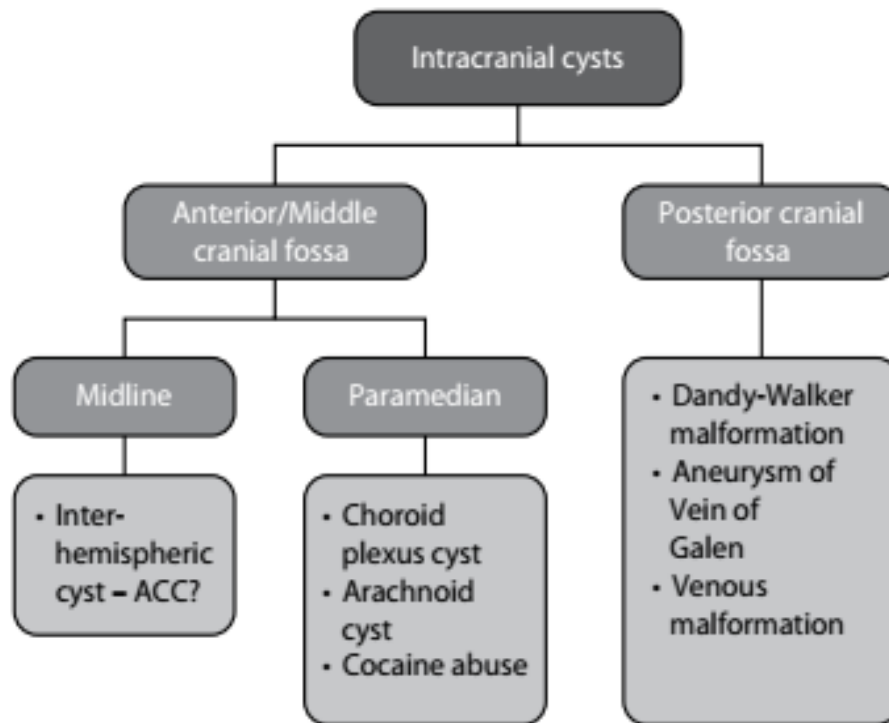 Intracranial cysts
Anterior/Middle
cranial fossa
Posterior cranial
fossa
Midline
Paramedian
• Inter-
hemispheric
cyst – ACC?
• Choroid
plexus cyst
• Arachnoid
cyst
• Cocaine abuse
• Dandy-Walker
malformation
• Aneurysm of
Vein of
Galen
• Venous
malformation